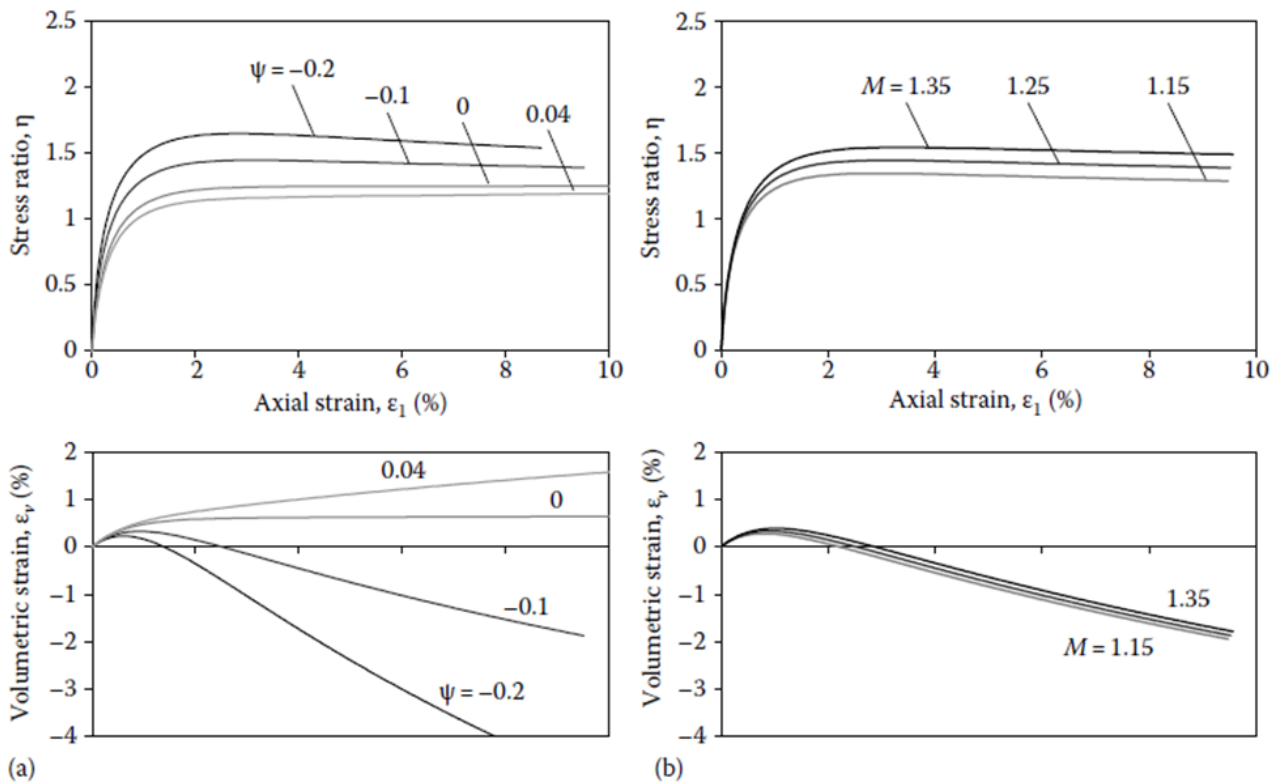 2.5
2
1.5
1
0.5
0
Stress ratio, η
ψ = −0.2
−0.1
0
0.04
0 2 4 6 8 10
Axial strain, ε1 (%)
2.5
2
1.5
1
0.5
0
Stress ratio, η
M = 1.35
1.25
1.15
0 2 4 6 8 10
Axial strain, ε1 (%)
2
1
0
−1
−2
−3
−4
Volumetric strain, εv (%)
0.04
0
−0.1
ψ = −0.2
(a)
2
1
0
−1
−2
−3
−4
Volumetric strain, εv (%)
1.35
M = 1.15
(b)